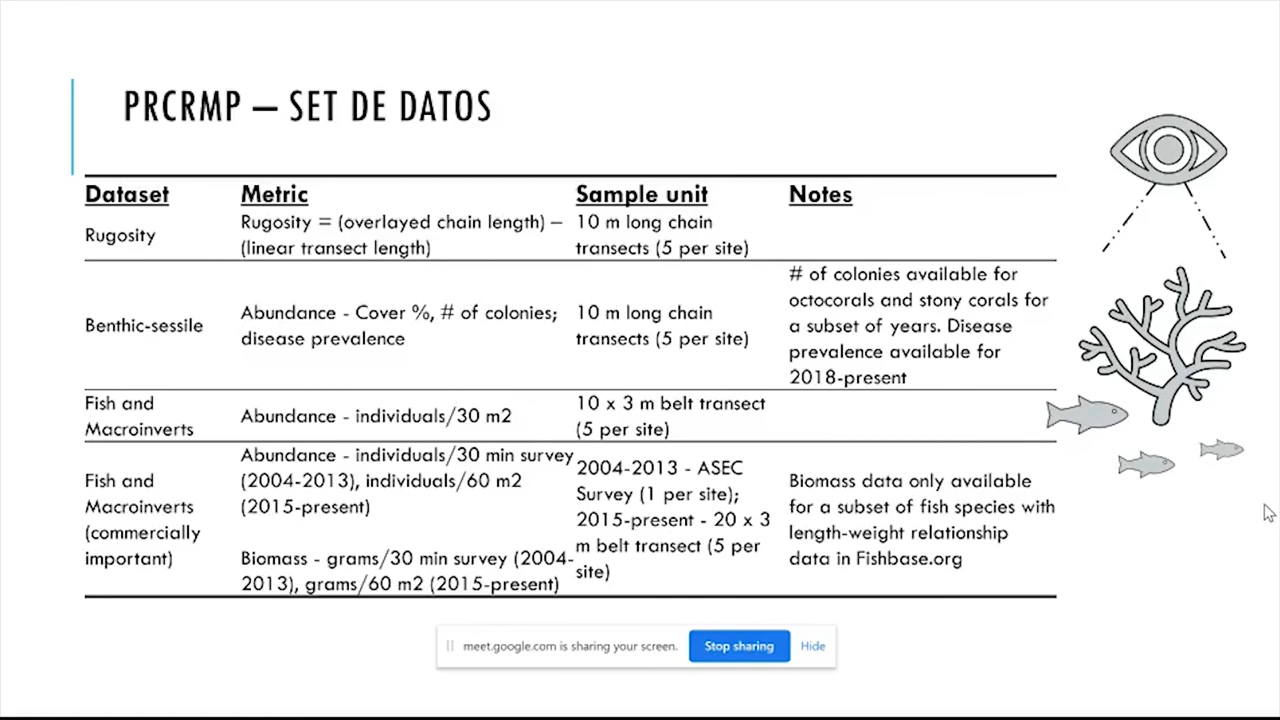 PRCRMP – SET DE DATOS
Dataset Metric Sample unit Notes
Rugosity
Rugosity = (overlayed chain length) –
(linear transect length)
10 m long chain
transects (5 per site)
Benthic-sessile
Abundance - Cover %, # of colonies;
disease prevalence
10 m long chain
transects (5 per site)
# of colonies available for
octocorals and stony corals for
a subset of years. Disease
prevalence available for
2018-present
Fish and
Macroinverts
Abundance - individuals/30 m2
10 x 3 m belt transect
(5 per site)
Fish and
Macroinverts
(commercially
important)
Abundance - individuals/30 min survey
(2004-2013), individuals/60 m2
(2015-present)
Biomass - grams/30 min survey (2004-
2013), grams/60 m2 (2015-present)
2004-2013 - ASEC
Survey (1 per site);
2015-present - 20 x 3
m belt transect (5 per
site)
Biomass data only available
for a subset of fish species with
length-weight relationship
data in Fishbase.org
meet.google.com is sharing your screen. Stop sharing Hide